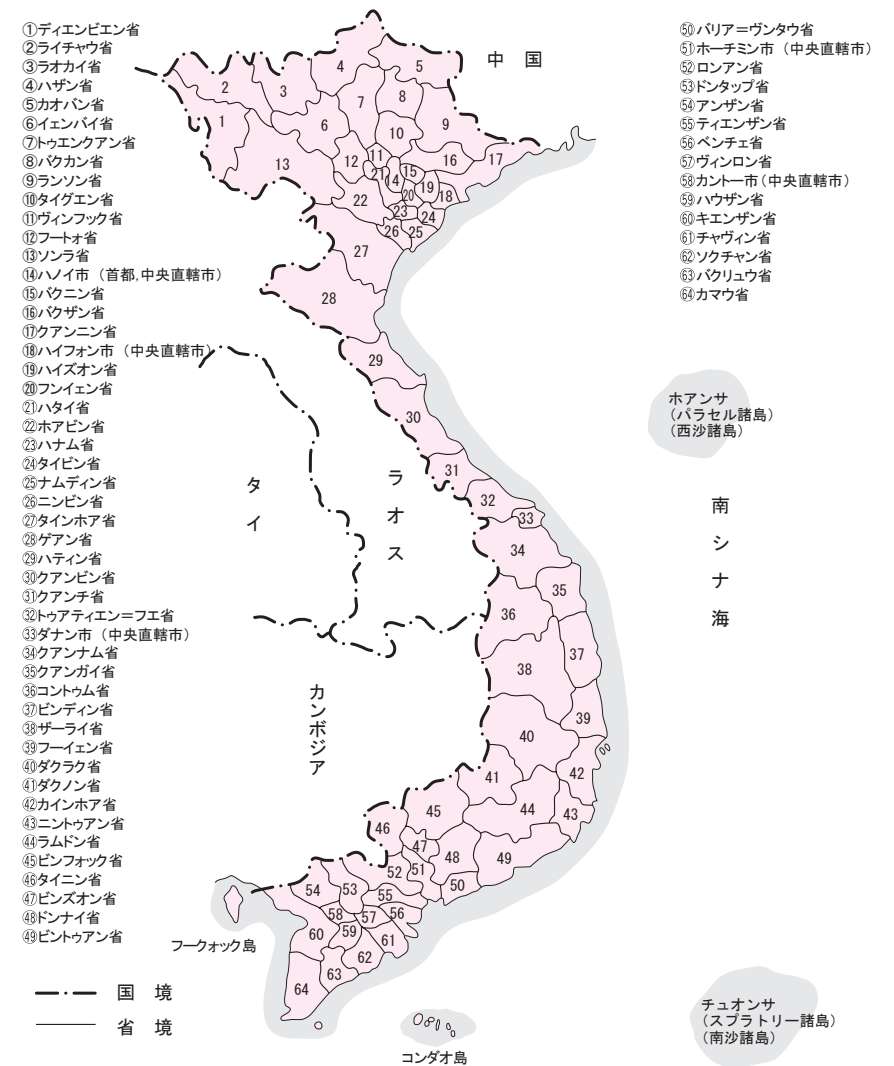 ①ディエンビエン省
②ライチャウ省
③ラオカイ省
④ハザン省
⑤カオバン省
⑥イェンバイ省
⑦トゥエンクアン省
⑧バクカン省
⑨ランソン省
⑩タイグエン省
⑪ヴィンフック省
⑫フートォ省
⑬ソンラ省
⑭ハノイ市（首都,中央直轄市）
⑮バクニン省
⑯バクザン省
⑰クアンニン省
⑱ハイフォン市（中央直轄市）
⑲ハイズオン省
⑳フンイェン省
㉑ハタイ省
㉒ホアビン省
㉓ハナム省
㉔タイビン省
㉕ナムディン省
㉖ニンビン省
㉗タインホア省
㉘ゲアン省
㉙ハティン省
㉚クアンビン省
㉛クアンチ省
㉜トゥアティエン＝フエ省
㉝ダナン市（中央直轄市）
㉞クアンナム省
㉟クアンガイ省
㊱コントゥム省
㊲ビンディン省
㊳ザーライ省
㊴フーイェン省
㊵ダクラク省
㊶ダクノン省
㊷カインホア省
㊸ニントゥアン省
㊹ラムドン省
㊺ビンフォック省
㊻タイニン省
㊼ビンズオン省
㊽ドンナイ省
㊾ビントゥアン省
㊿バリア＝ヴンタウ省
51ホーチミン市（中央直轄市）
52ロンアン省
53ドンタップ省
54アンザン省
55ティエンザン省
56ベンチェ省
57ヴィンロン省
58カントー市（中央直轄市）
59ハウザン省
60キエンザン省
61チャヴィン省
62ソクチャン省
63バクリュウ省
64カマウ省
中国
タイ
ラオス
カンボジア
南シナ海
ホアンサ
（パラセル諸島）
（西沙諸島）
チュオンサ
（スプラトリー諸島）
（南沙諸島）
フークォック島
コンダオ島
国境
省境
1
2
3
4
5
6
7
8
9
10
11
12
13
14
15
16
17
18
19
20
21
22
23
24
25
26
27
28
29
30
31
32
33
34
35
36
37
38
39
40
41
42
43
44
45
46
47
48
49
50
51
52
53
54
55
56
57
58
59
60
61
62
63
64